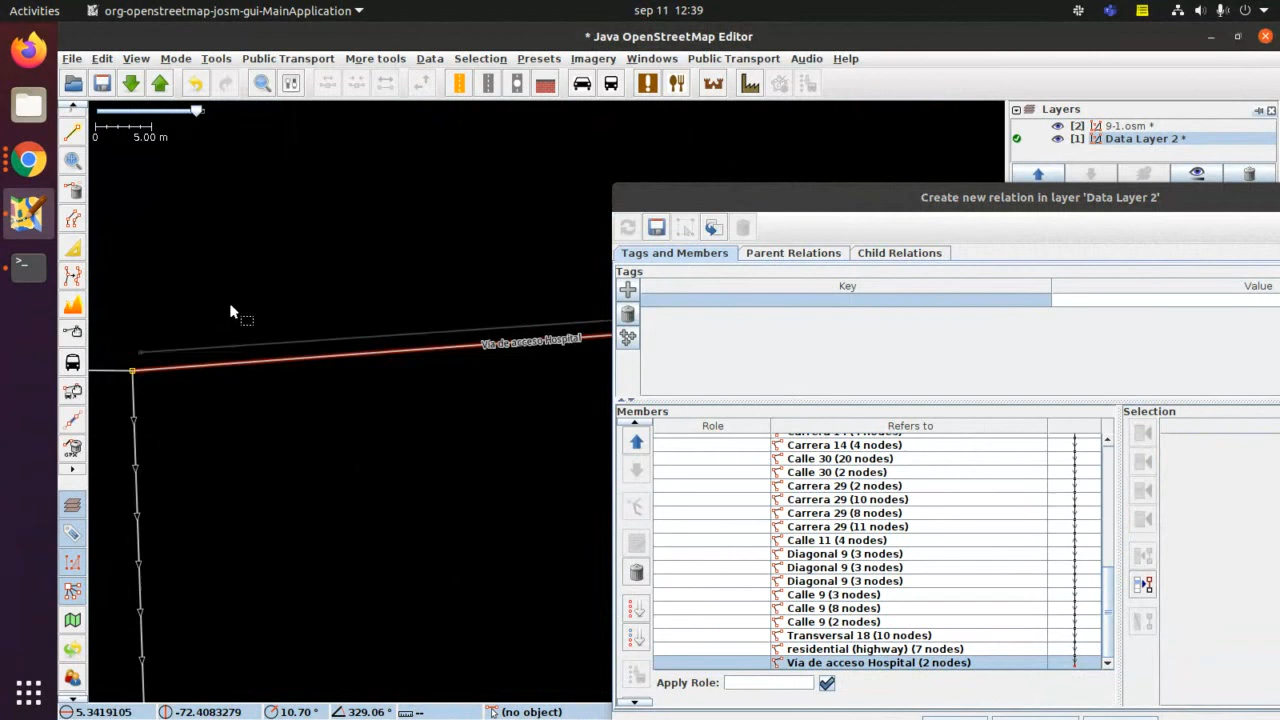 Activities
org-openstreetmap-josm-gui-MainApplication
sep 11 12:39
* Java OpenStreetMap Editor
File Edit View Mode Tools Public Transport More tools Data Selection Presets Imagery Windows Public Transport Audio Help
0 5.00 m
Layers
[2] 9-1.osm *
[1] Data Layer 2 *
Create new relation in layer 'Data Layer 2'
Tags and Members Parent Relations Child Relations
Tags
Key Value
Via de acceso Hospital
Members Selection
Role Refers to
Carrera 14 (4 nodes)
Calle 30 (20 nodes)
Calle 30 (2 nodes)
Carrera 29 (2 nodes)
Carrera 29 (10 nodes)
Carrera 29 (8 nodes)
Carrera 29 (11 nodes)
Calle 11 (4 nodes)
Diagonal 9 (3 nodes)
Diagonal 9 (3 nodes)
Diagonal 9 (3 nodes)
Calle 9 (3 nodes)
Calle 9 (8 nodes)
Calle 9 (2 nodes)
Transversal 18 (10 nodes)
residential (highway) (7 nodes)
Via de acceso Hospital (2 nodes)
Apply Role:
5.3419105 -72.4083279 10.70 ° 329.06 ° -- (no object)